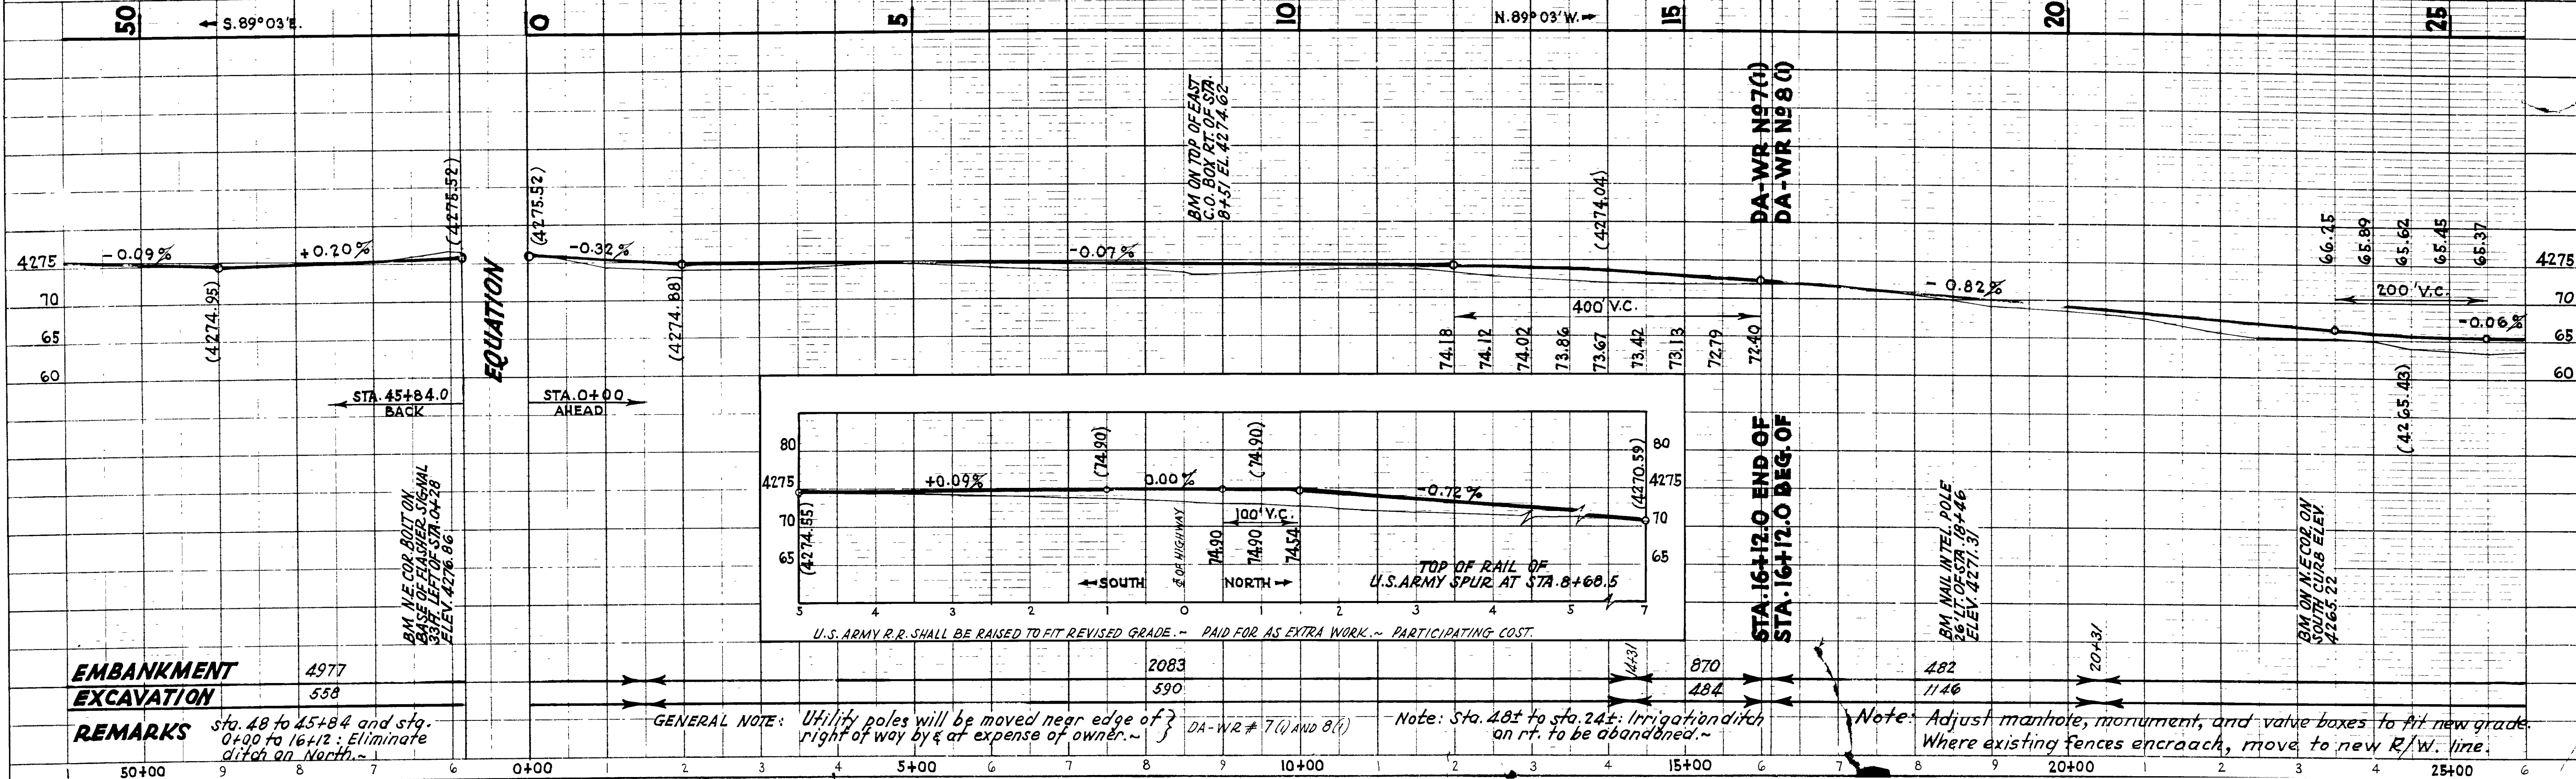 50
← S.89°03'E.
0
5
10
N.89°03'W.→
15
20
25
BM ON TOP OF EAST
C.O. BOX RT. OF STA.
8+51 EL. 4274.62
DA-WR Nº 7(1)
DA-WR Nº 8(1)
(4275.52)
(4275.52)
(4274.04)
4275
-0.09%
+0.20%
-0.32%
-0.07%
-0.82%
66.25
65.89
65.62
65.45
65.37
4275
70
65
60
(4274.95)
EQUATION
(4274.88)
400' V.C.
74.18
74.12
74.02
73.86
73.67
73.42
73.13
72.79
72.40
200' V.C.
-0.06%
70
65
60
(4265.43)
STA. 45+84.0
BACK
STA. 0+00
AHEAD
BM N.E. COR. BOLT ON
BASE OF FLASHER SIGNAL
33 FT. LEFT OF STA. 0+28
ELEV. 4276.86
80
4275
70
65
(4274.55)
+0.09%
(74.90)
0.00%
(74.90)
-0.72%
(4270.59)
80
4275
70
65
100' V.C.
74.90
74.90
74.54
← SOUTH
℄ OF HIGHWAY
NORTH →
TOP OF RAIL OF
U.S. ARMY SPUR AT STA. 8+68.5
5 4 3 2 1 0 1 2 3 4 5 7
U.S. ARMY R.R. SHALL BE RAISED TO FIT REVISED GRADE.~ PAID FOR AS EXTRA WORK.~ PARTICIPATING COST.
STA. 16+12.0 END OF
STA. 16+12.0 BEG. OF
BM NAIL IN TEL. POLE
26' LT. OF STA. 18+46
ELEV. 4271.31
BM ON N.E COR. ON
SOUTH CURB ELEV.
4265.22
EMBANKMENT 4977 2083 14+31 870 482 20+31
EXCAVATION 558 590 484 1146
REMARKS
Sta. 48 to 45+84 and sta.
0+00 to 16+12: Eliminate
ditch on North.~
GENERAL NOTE: Utility poles will be moved near edge of
right of way by & at expense of owner.~ } DA-WR # 7(1) AND 8(1)
Note: Sta. 48± to sta. 24±: Irrigation ditch
on rt. to be abandoned.~
Note: Adjust manhole, monument, and valve boxes to fit new grade.
Where existing fences encroach, move to new R/W. line.
1 50+00 9 8 7 6 0+00 1 2 3 4 5+00 6 7 8 9 10+00 1 2 3 4 15+00 6 7 8 9 20+00 1 2 3 4 25+00 6